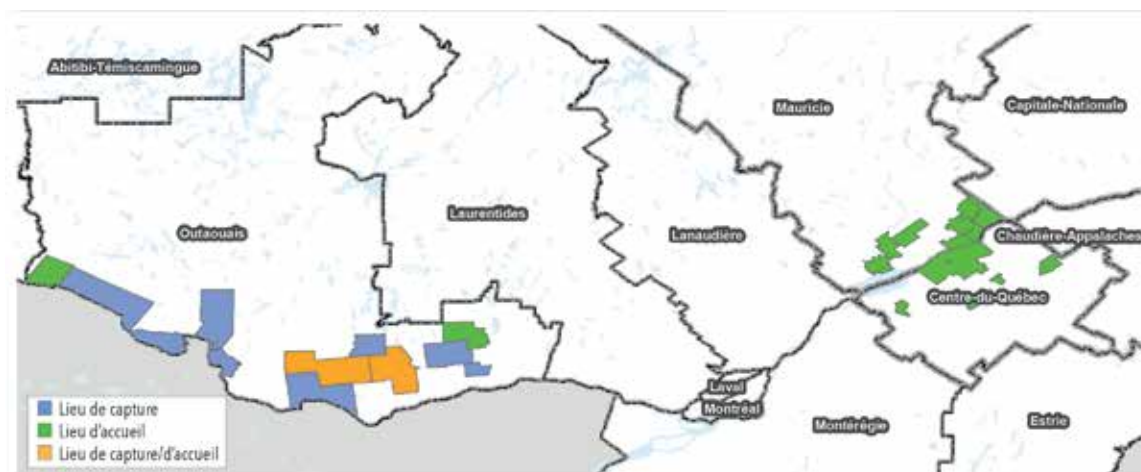 Abitibi-Témiscamingue
Mauricie
Capitale-Nationale
Outaouais
Laurentides
Lanaudière
Chaudière-Appalaches
Centre-du-Québec
Laval
Montréal
Montérégie
Estrie
Lieu de capture
Lieu d'accueil
Lieu de capture/d'accueil